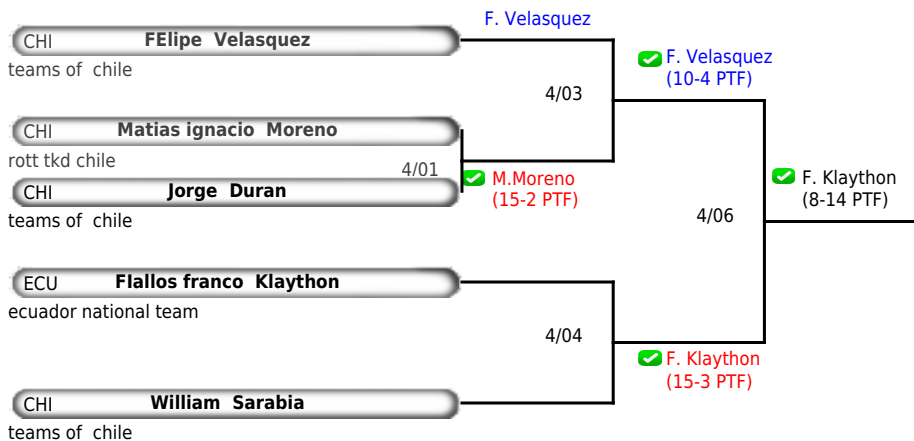 F. Velasquez
CHI FElipe Velasquez
teams of chile
F. Velasquez
(10-4 PTF)
4/03
CHI Matias ignacio Moreno
rott tkd chile
4/01
M.Moreno
(15-2 PTF)
F. Klaython
(8-14 PTF)
CHI Jorge Duran
teams of chile
4/06
ECU FIallos franco Klaython
ecuador national team
4/04
F. Klaython
(15-3 PTF)
CHI William Sarabia
teams of chile